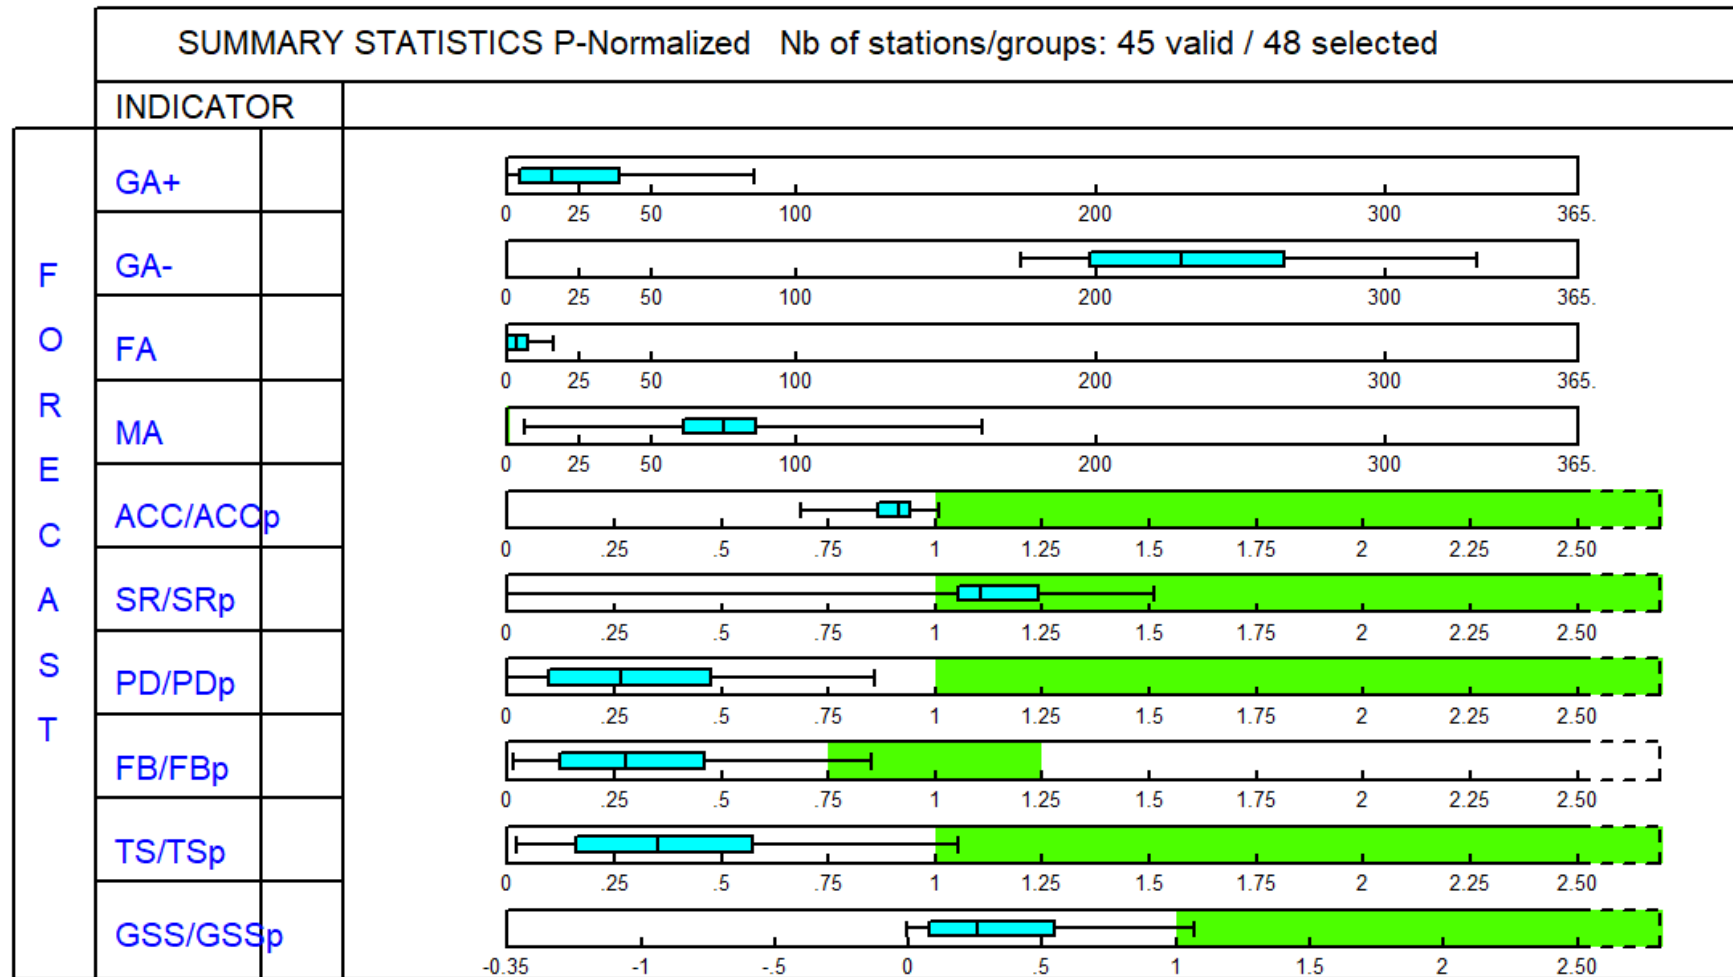 SUMMARY STATISTICS P-Normalized Nb of stations/groups: 45 valid / 48 selected
INDICATOR
FORECAST
GA+
0 25 50 100 200 300 365.
GA-
0 25 50 100 200 300 365.
FA
0 25 50 100 200 300 365.
MA
0 25 50 100 200 300 365.
ACC/ACCp
0 .25 .5 .75 1 1.25 1.5 1.75 2 2.25 2.50
SR/SRp
0 .25 .5 .75 1 1.25 1.5 1.75 2 2.25 2.50
PD/PDp
0 .25 .5 .75 1 1.25 1.5 1.75 2 2.25 2.50
FB/FBp
0 .25 .5 .75 1 1.25 1.5 1.75 2 2.25 2.50
TS/TSp
0 .25 .5 .75 1 1.25 1.5 1.75 2 2.25 2.50
GSS/GSSp
-0.35 -1 -.5 0 .5 1 1.5 2 2.50